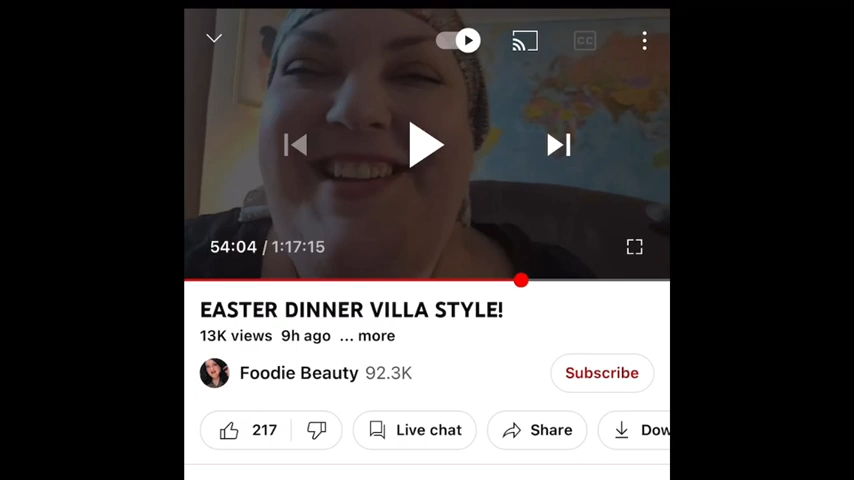 CC
54:04 / 1:17:15
EASTER DINNER VILLA STYLE!
13K views 9h ago ... more
Foodie Beauty 92.3K Subscribe
217 Live chat Share Dow